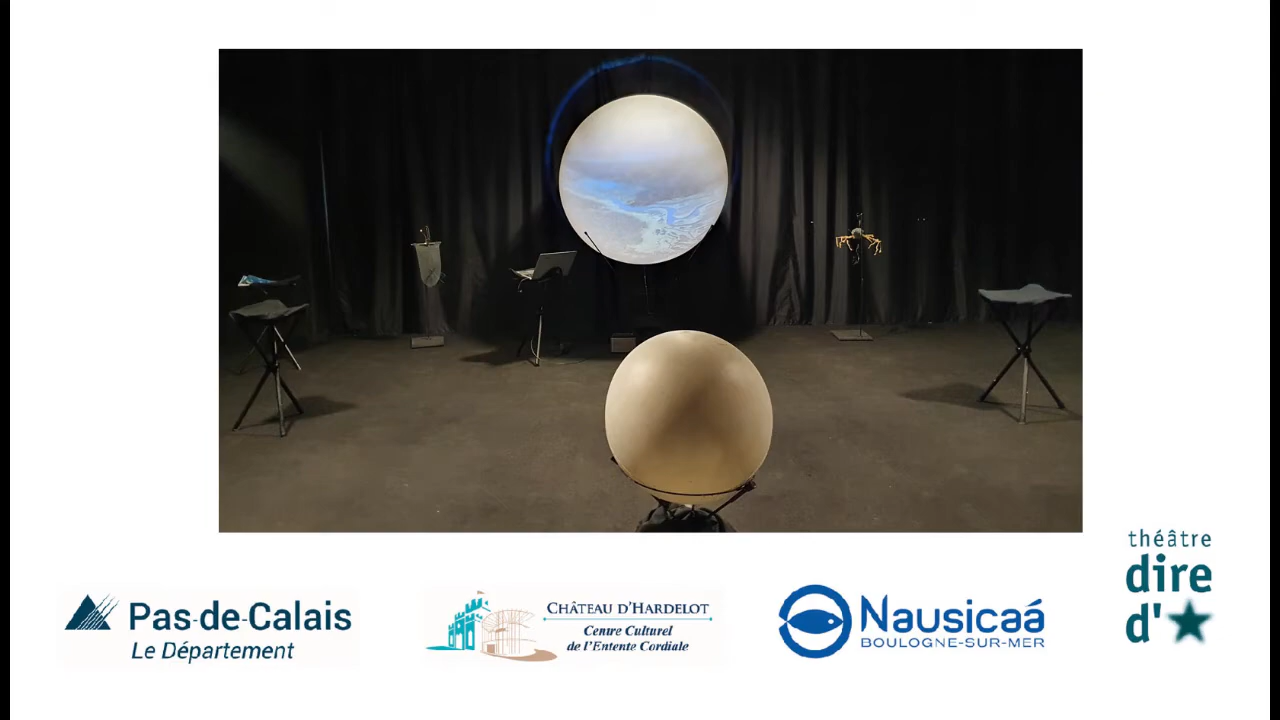 Pas-de-Calais
Le Département
CHÂTEAU D'HARDELOT
Centre Culturel
de l'Entente Cordiale
Nausicaá
BOULOGNE-SUR-MER
théâtre
dire
d'★